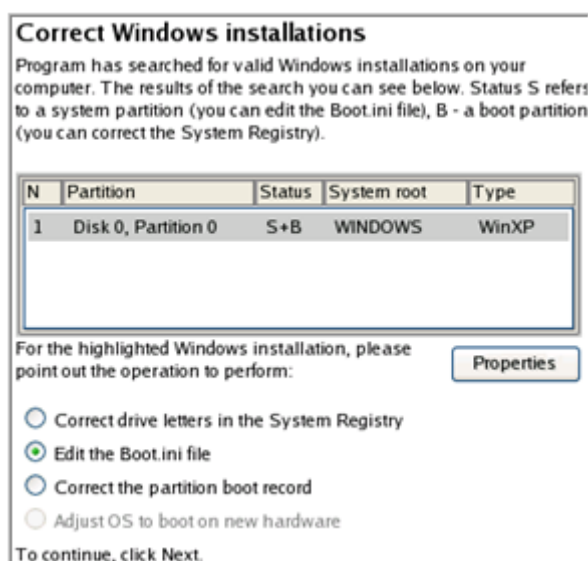 Correct Windows installations
Program has searched for valid Windows installations on your
computer. The results of the search you can see below. Status S refers
to a system partition (you can edit the Boot.ini file), B - a boot partition
(you can correct the System Registry).
N Partition Status System root Type
1 Disk 0, Partition 0 S+B WINDOWS WinXP
For the highlighted Windows installation, please
point out the operation to perform:
Properties
Correct drive letters in the System Registry
Edit the Boot.ini file
Correct the partition boot record
Adjust OS to boot on new hardware
To continue, click Next.